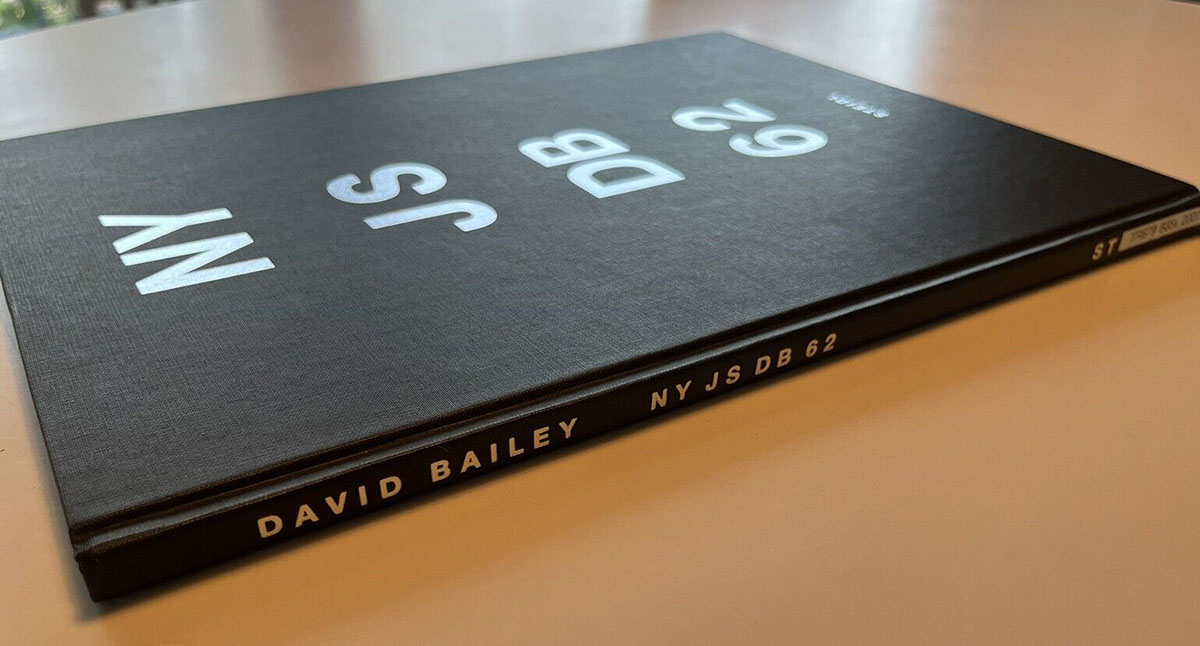 NY
JS
DB
62
STEIDL
DAVID BAILEY NY JS DB 62 ST